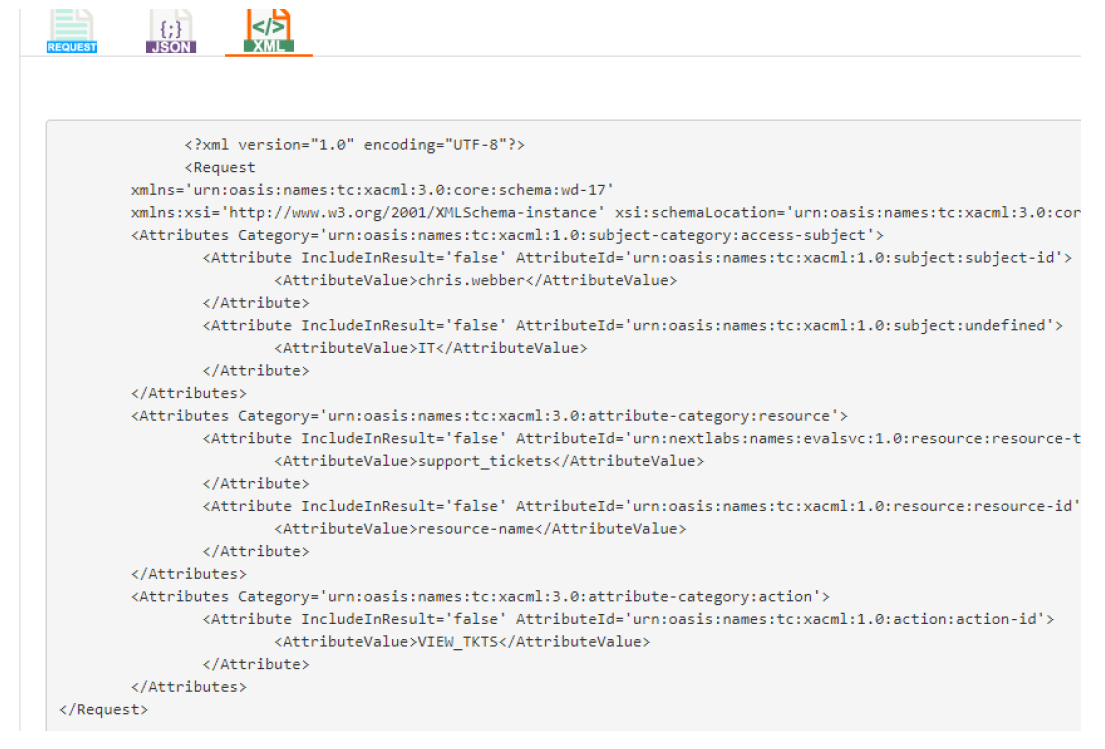 REQUEST {;} JSON </> XML
<?xml version="1.0" encoding="UTF-8"?>
<Request
xmlns='urn:oasis:names:tc:xacml:3.0:core:schema:wd-17'
xmlns:xsi='http://www.w3.org/2001/XMLSchema-instance' xsi:schemaLocation='urn:oasis:names:tc:xacml:3.0:cor
<Attributes Category='urn:oasis:names:tc:xacml:1.0:subject-category:access-subject'>
<Attribute IncludeInResult='false' AttributeId='urn:oasis:names:tc:xacml:1.0:subject:subject-id'>
<AttributeValue>chris.webber</AttributeValue>
</Attribute>
<Attribute IncludeInResult='false' AttributeId='urn:oasis:names:tc:xacml:1.0:subject:undefined'>
<AttributeValue>IT</AttributeValue>
</Attribute>
</Attributes>
<Attributes Category='urn:oasis:names:tc:xacml:3.0:attribute-category:resource'>
<Attribute IncludeInResult='false' AttributeId='urn:nextlabs:names:evalsvc:1.0:resource:resource-t
<AttributeValue>support_tickets</AttributeValue>
</Attribute>
<Attribute IncludeInResult='false' AttributeId='urn:oasis:names:tc:xacml:1.0:resource:resource-id'
<AttributeValue>resource-name</AttributeValue>
</Attribute>
</Attributes>
<Attributes Category='urn:oasis:names:tc:xacml:3.0:attribute-category:action'>
<Attribute IncludeInResult='false' AttributeId='urn:oasis:names:tc:xacml:1.0:action:action-id'>
<AttributeValue>VIEW_TKTS</AttributeValue>
</Attribute>
</Attributes>
</Request>